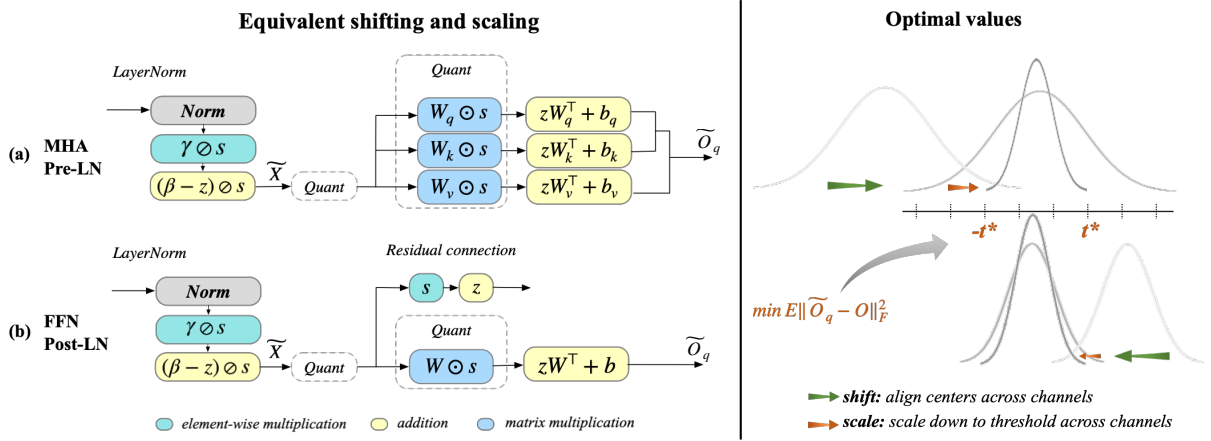 Equivalent shifting and scaling
LayerNorm
Quant
(a) MHA
Pre-LN
Norm
γ ⊘ s
(β − z) ⊘ s
X̃
Quant
W_q ⊙ s
W_k ⊙ s
W_v ⊙ s
zW_q^⊤ + b_q
zW_k^⊤ + b_k
zW_v^⊤ + b_v
Õ_q
LayerNorm
Residual connection
(b) FFN
Post-LN
Norm
γ ⊘ s
(β − z) ⊘ s
X̃
Quant
s
z
Quant
W ⊙ s
zW^⊤ + b
Õ_q
element-wise multiplication
addition
matrix multiplication
Optimal values
-t*
t*
min E||Õ_q − O||_F^2
shift: align centers across channels
scale: scale down to threshold across channels